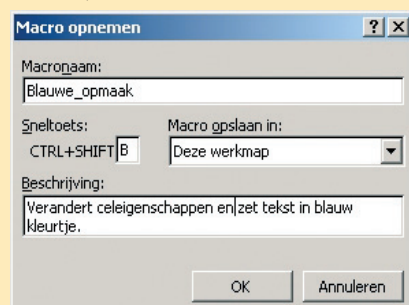 Macro opnemen
Macronaam:
Blauwe_opmaak
Sneltoets:
Macro opslaan in:
CTRL+SHIFT B
Deze werkmap
Beschrijving:
Verandert celeigenschappen en zet tekst in blauw
kleurtje.
OK
Annuleren